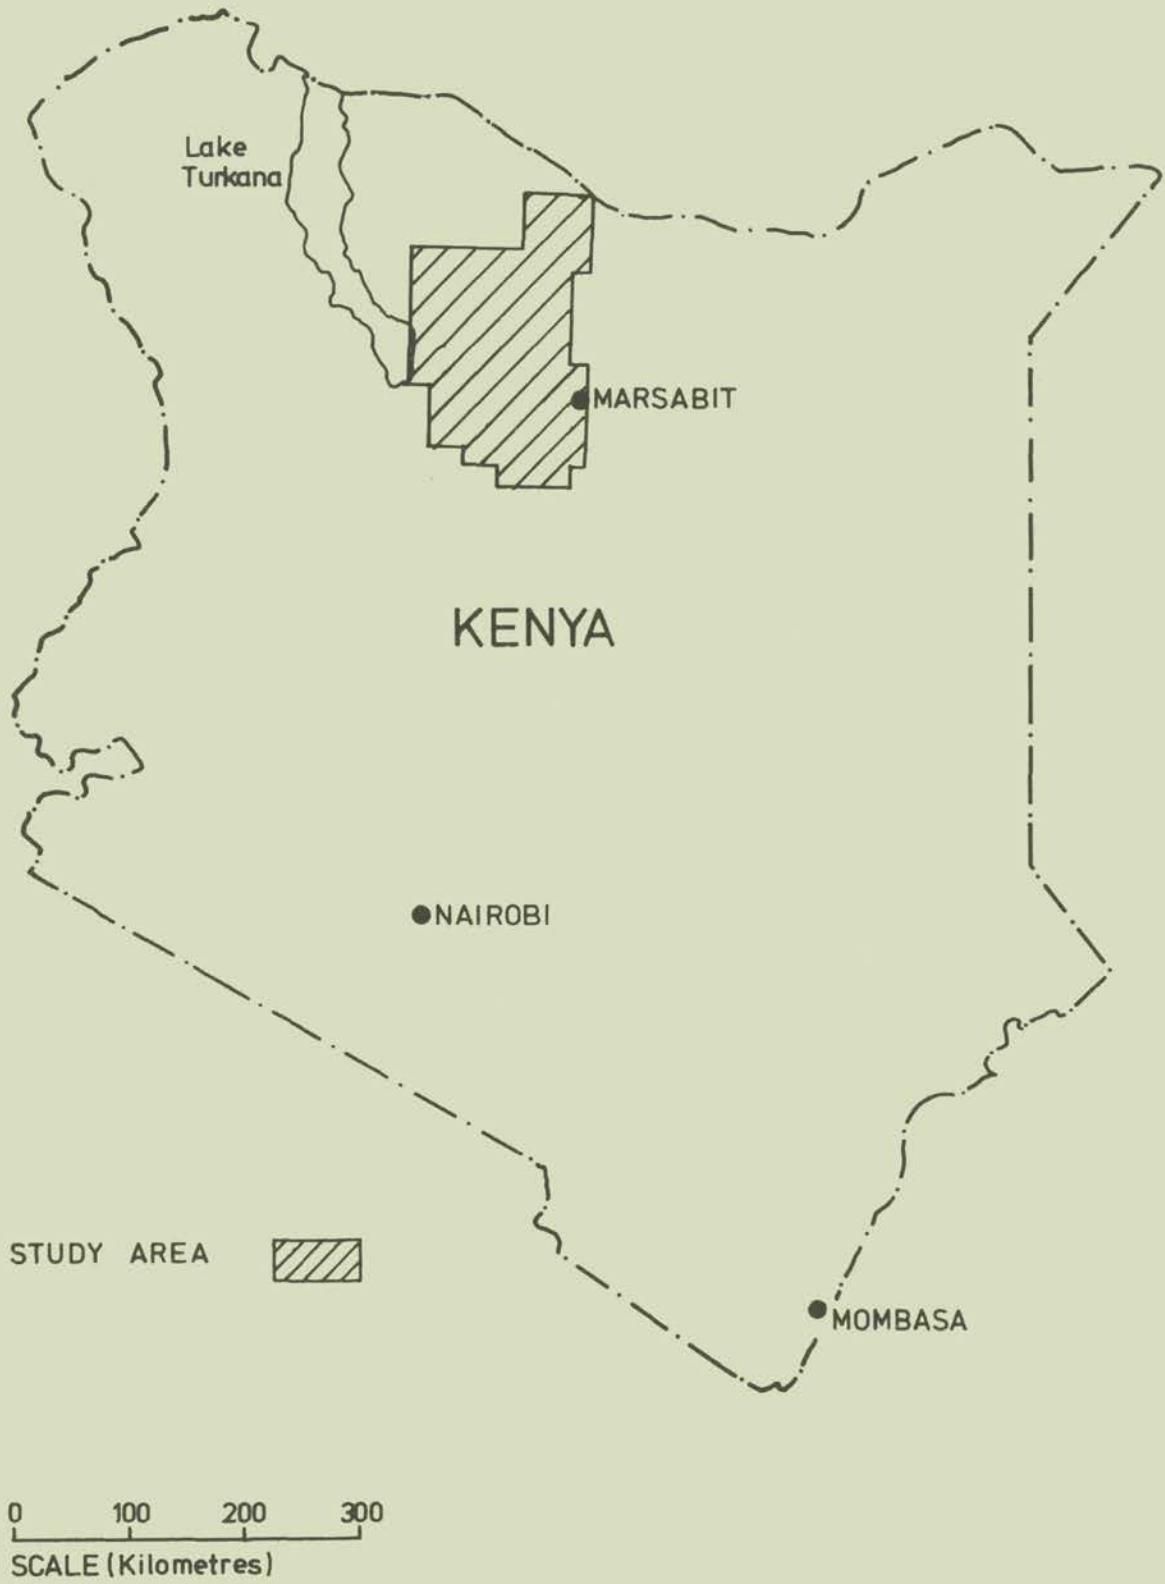 Lake
Turkana
MARSABIT
KENYA
NAIROBI
STUDY AREA
MOMBASA
0 100 200 300
SCALE (Kilometres)